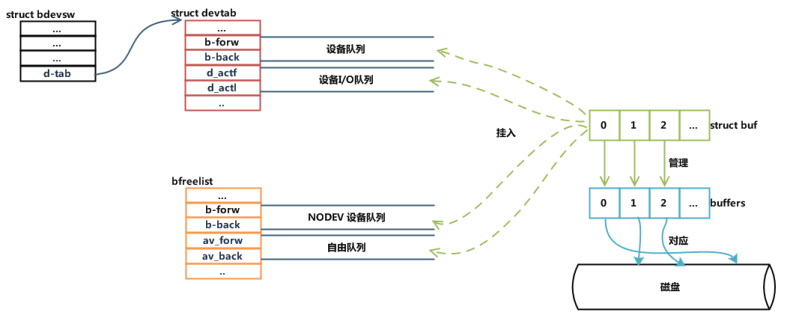 struct bdevsw
...
...
...
d-tab
struct devtab
...
b-forw
b-back
d_actf
d_actl
..
设备队列
设备I/O队列
挂入
0 1 2 ... struct buf
管理
0 1 2 ... buffers
对应
磁盘
bfreelist
...
b-forw
b-back
av_forw
av_back
..
NODEV 设备队列
自由队列